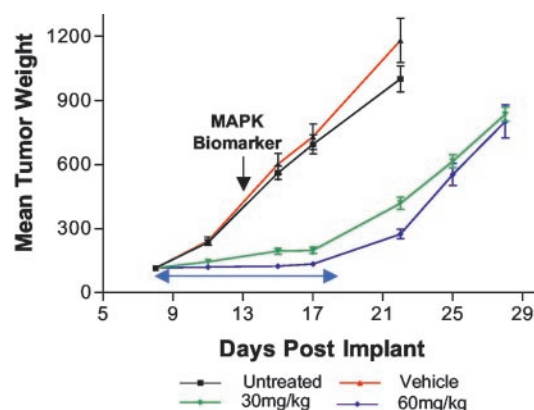 1200
900
600
300
0
Mean Tumor Weight
MAPK
Biomarker
5 9 13 17 21 25 29
Days Post Implant
Untreated Vehicle
30mg/kg 60mg/kg